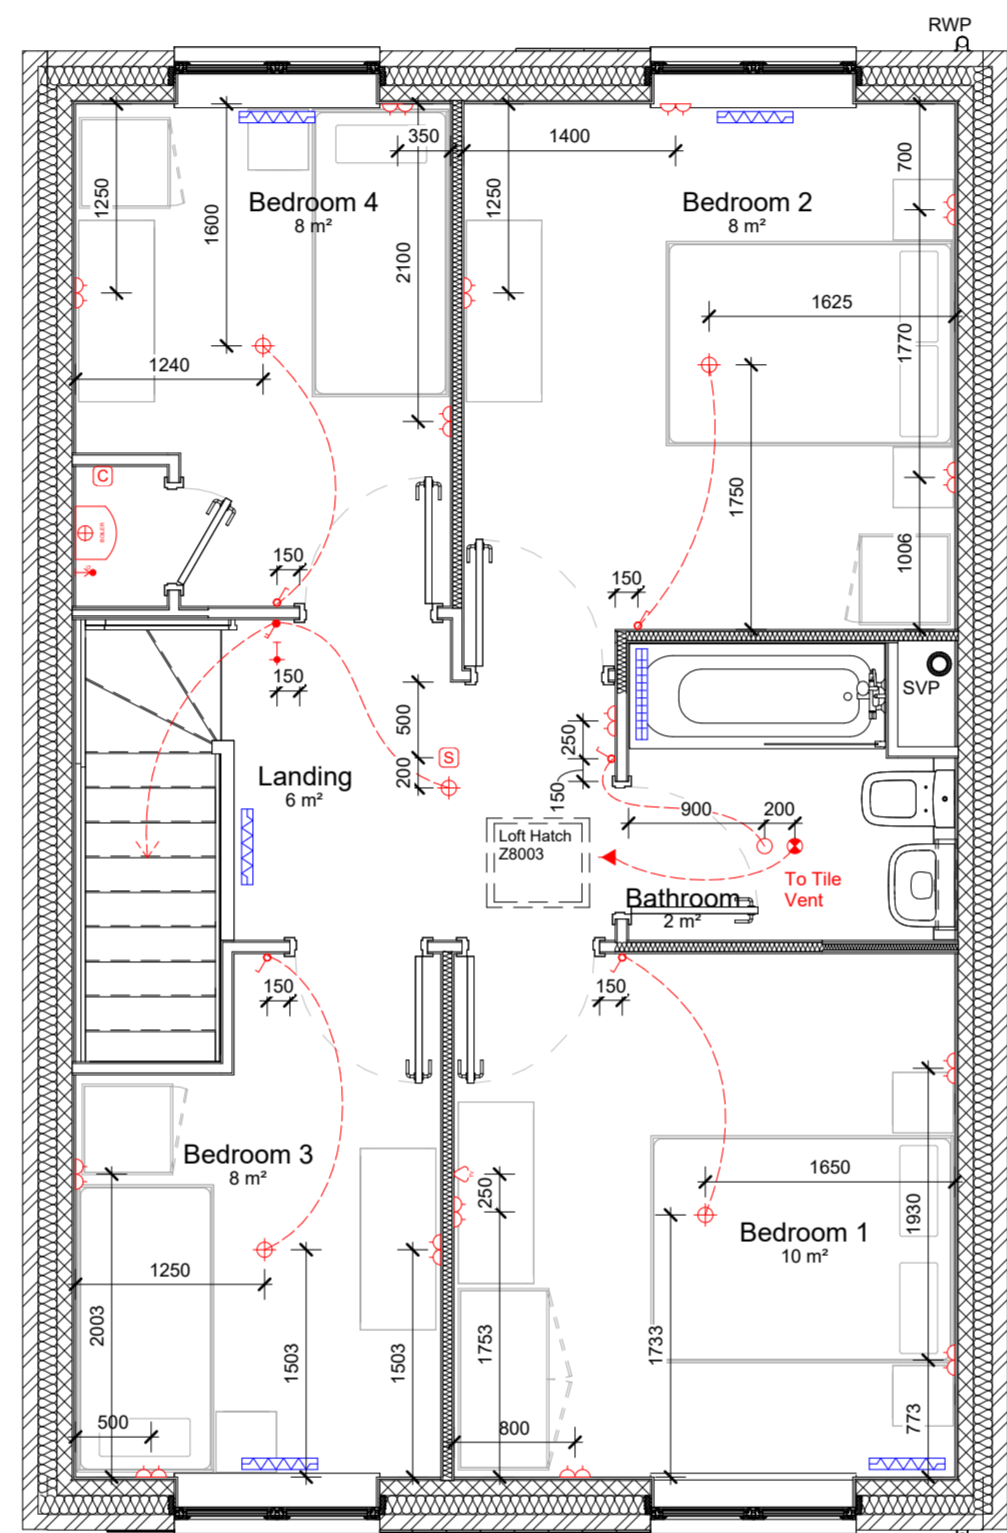 RWP
350
1400
700
Bedroom 4
8 m²
Bedroom 2
8 m²
1250
1600
2100
1250
1625
1770
1240
1750
C
BOILER
1006
150
150
150
SVP
500
250
S
200
Landing
6 m²
150
900
200
Loft Hatch
Z8003
To Tile
Vent
Bathroom
2 m²
150
150
Bedroom 3
8 m²
250
1650
1930
Bedroom 1
10 m²
1250
2003
1503
1503
1753
1733
500
800
773